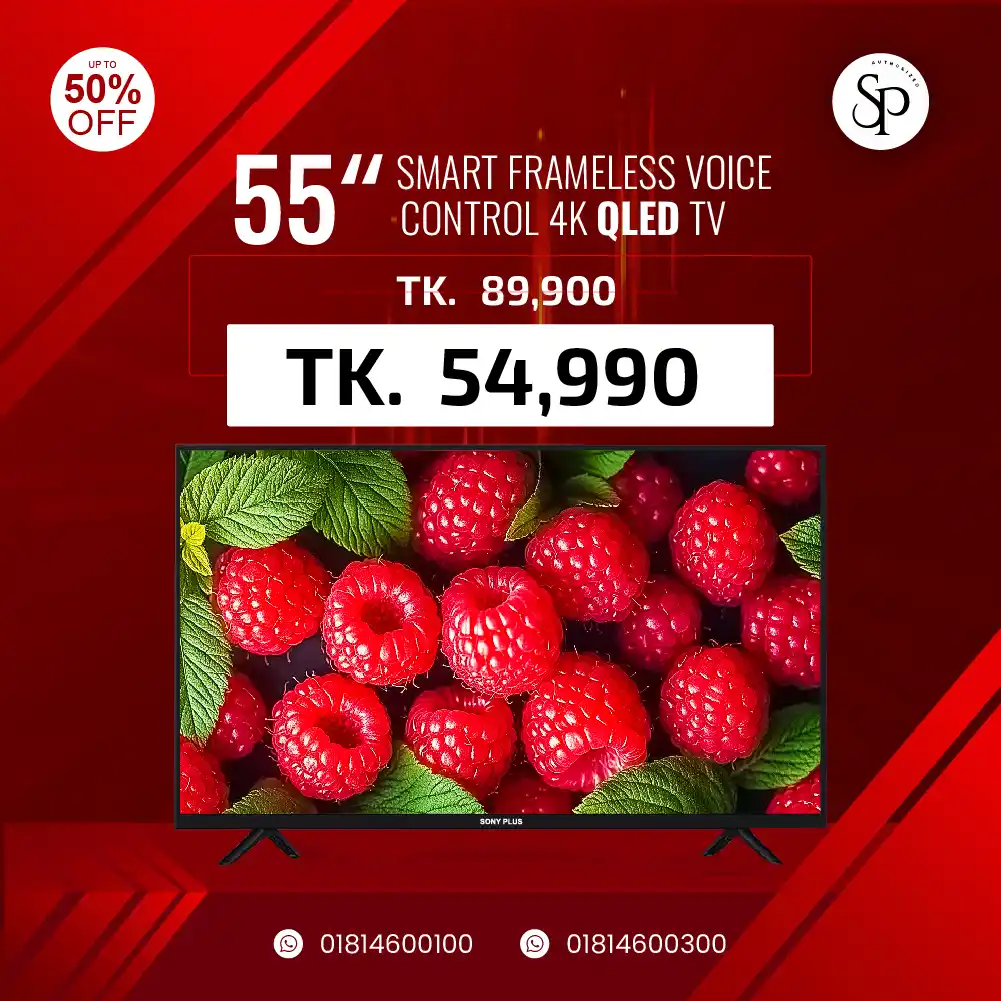 UP TO
50%
OFF
AUTHORIZED
SP
55“ SMART FRAMELESS VOICE
CONTROL 4K QLED TV
TK. 89,900
TK. 54,990
SONY PLUS
01814600100 01814600300